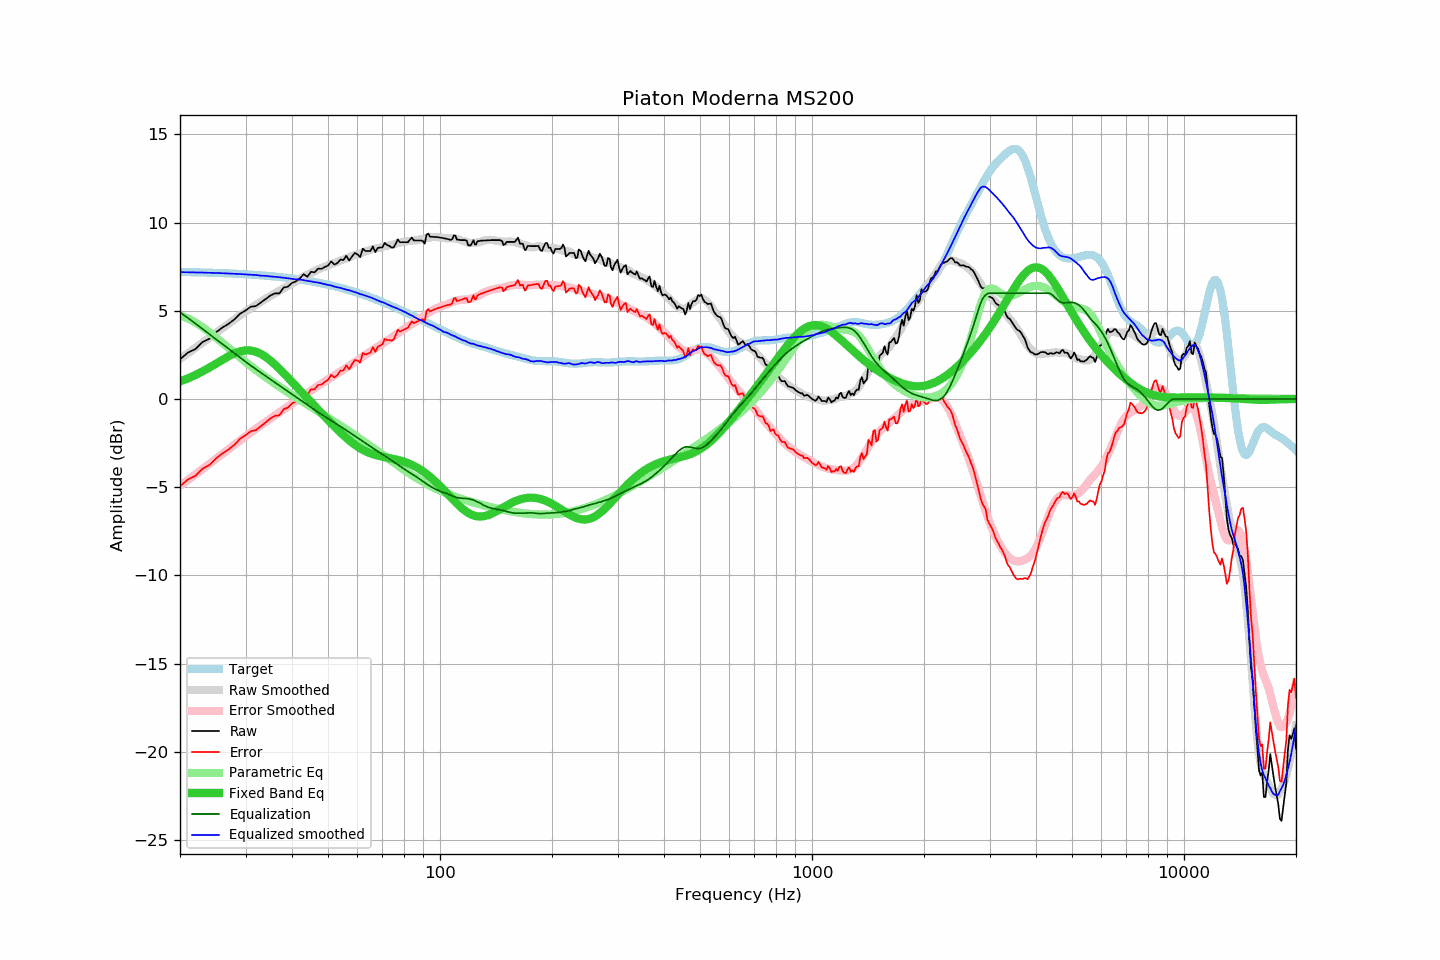 Piaton Moderna MS200
15
10
5
0
−5
−10
−15
−20
−25
Amplitude (dBr)
Target
Raw Smoothed
Error Smoothed
Raw
Error
Parametric Eq
Fixed Band Eq
Equalization
Equalized smoothed
100
1000
10000
Frequency (Hz)